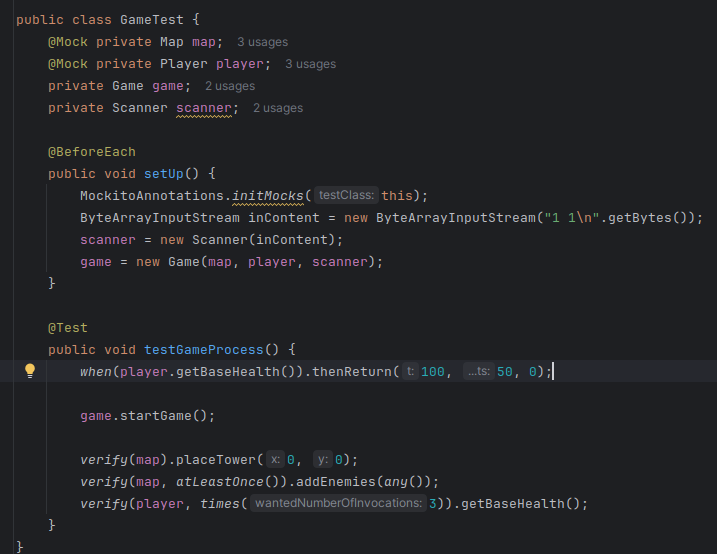 public class GameTest {
@Mock private Map map; 3 usages
@Mock private Player player; 3 usages
private Game game; 2 usages
private Scanner scanner; 2 usages
@BeforeEach
public void setUp() {
MockitoAnnotations.initMocks( testClass: this);
ByteArrayInputStream inContent = new ByteArrayInputStream("1 1\n".getBytes());
scanner = new Scanner(inContent);
game = new Game(map, player, scanner);
}
@Test
public void testGameProcess() {
when(player.getBaseHealth()).thenReturn( t: 100, ...ts: 50, 0);
game.startGame();
verify(map).placeTower( x: 0, y: 0);
verify(map, atLeastOnce()).addEnemies(any());
verify(player, times( wantedNumberOfInvocations: 3)).getBaseHealth();
}
}